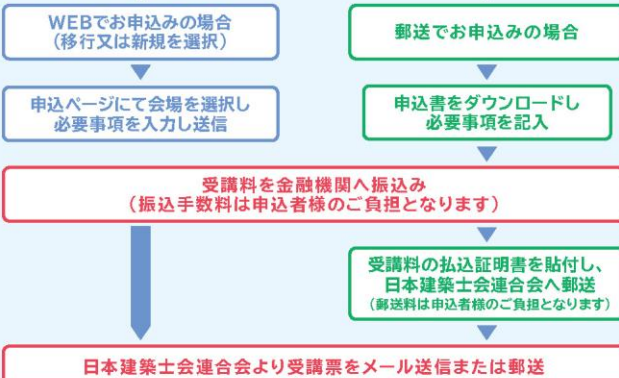 WEBでお申込みの場合
(移行又は新規を選択)
郵送でお申込みの場合
申込ページにて会場を選択し
必要事項を入力し送信
申込書をダウンロードし
必要事項を記入
受講料を金融機関へ振込み
(振込手数料は申込者様のご負担となります)
受講料の払込証明書を貼付し、
日本建築士会連合会へ郵送
(郵送料は申込者様のご負担となります)
日本建築士会連合会より受講票をメール送信または郵送